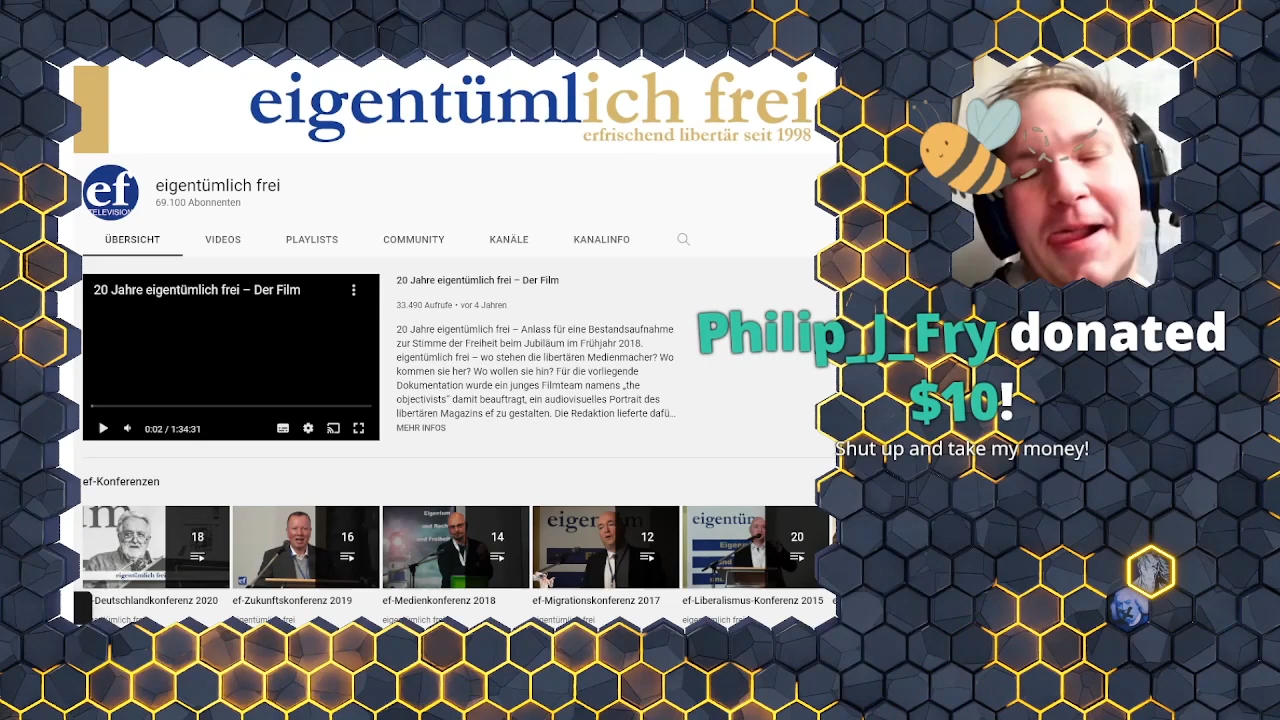 eigentümlich frei
erfrischend libertär seit 1998
ef
TELEVISION
eigentümlich frei
69.100 Abonnenten
ÜBERSICHT VIDEOS PLAYLISTS COMMUNITY KANÄLE KANALINFO
20 Jahre eigentümlich frei – Der Film
0:02 / 1:34:31
20 Jahre eigentümlich frei – Der Film
33.490 Aufrufe • vor 4 Jahren
20 Jahre eigentümlich frei – Anlass für eine Bestandsaufnahme
zur Stimme der Freiheit beim Jubiläum im Frühjahr 2018.
eigentümlich frei – wo stehen die libertären Medienmacher? Wo
kommen sie her? Wo wollen sie hin? Für die vorliegende
Dokumentation wurde ein junges Filmteam namens „the
objectivists“ damit beauftragt, ein audiovisuelles Portrait des
libertären Magazins ef zu gestalten. Die Redaktion lieferte dafü...
MEHR INFOS
Philip_J_Fry donated
$10!
Shut up and take my money!
ef-Konferenzen
18 16 14 12 20
-Deutschlandkonferenz 2020 ef-Zukunftskonferenz 2019 ef-Medienkonferenz 2018 ef-Migrationskonferenz 2017 ef-Liberalismus-Konferenz 2015